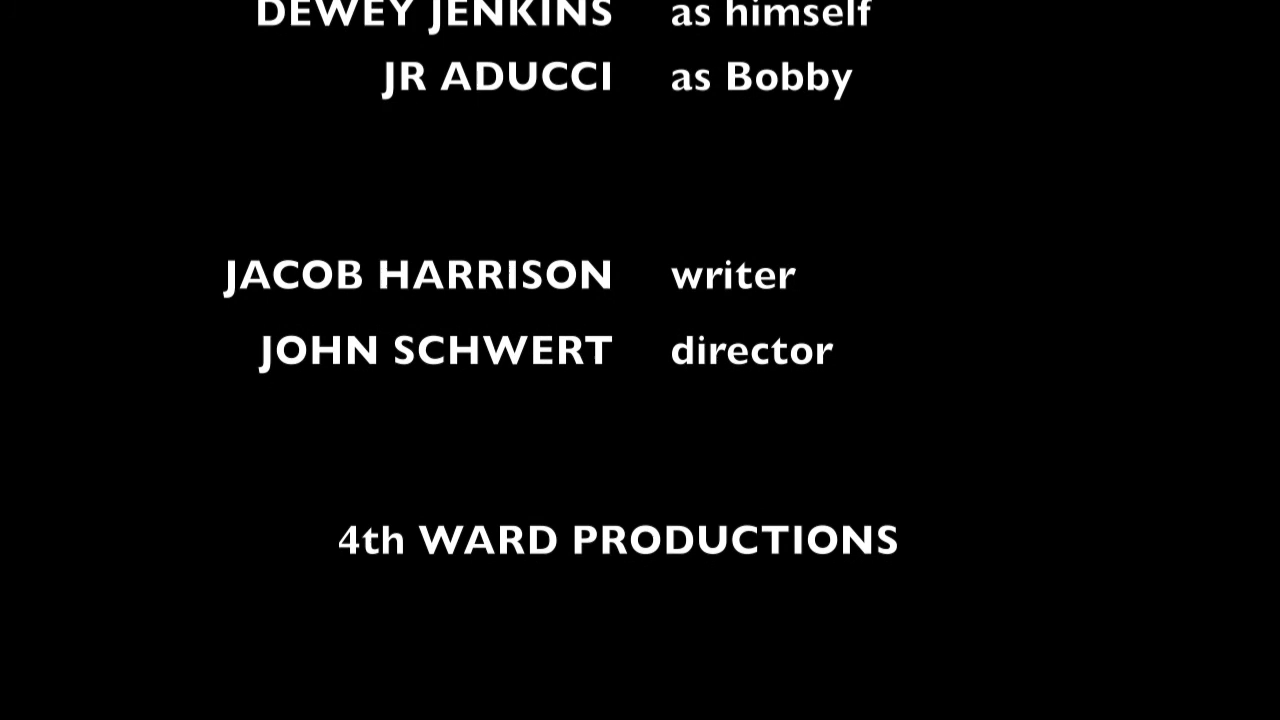 DEWEY JENKINS as himself
JR ADUCCI as Bobby
JACOB HARRISON writer
JOHN SCHWERT director
4th WARD PRODUCTIONS